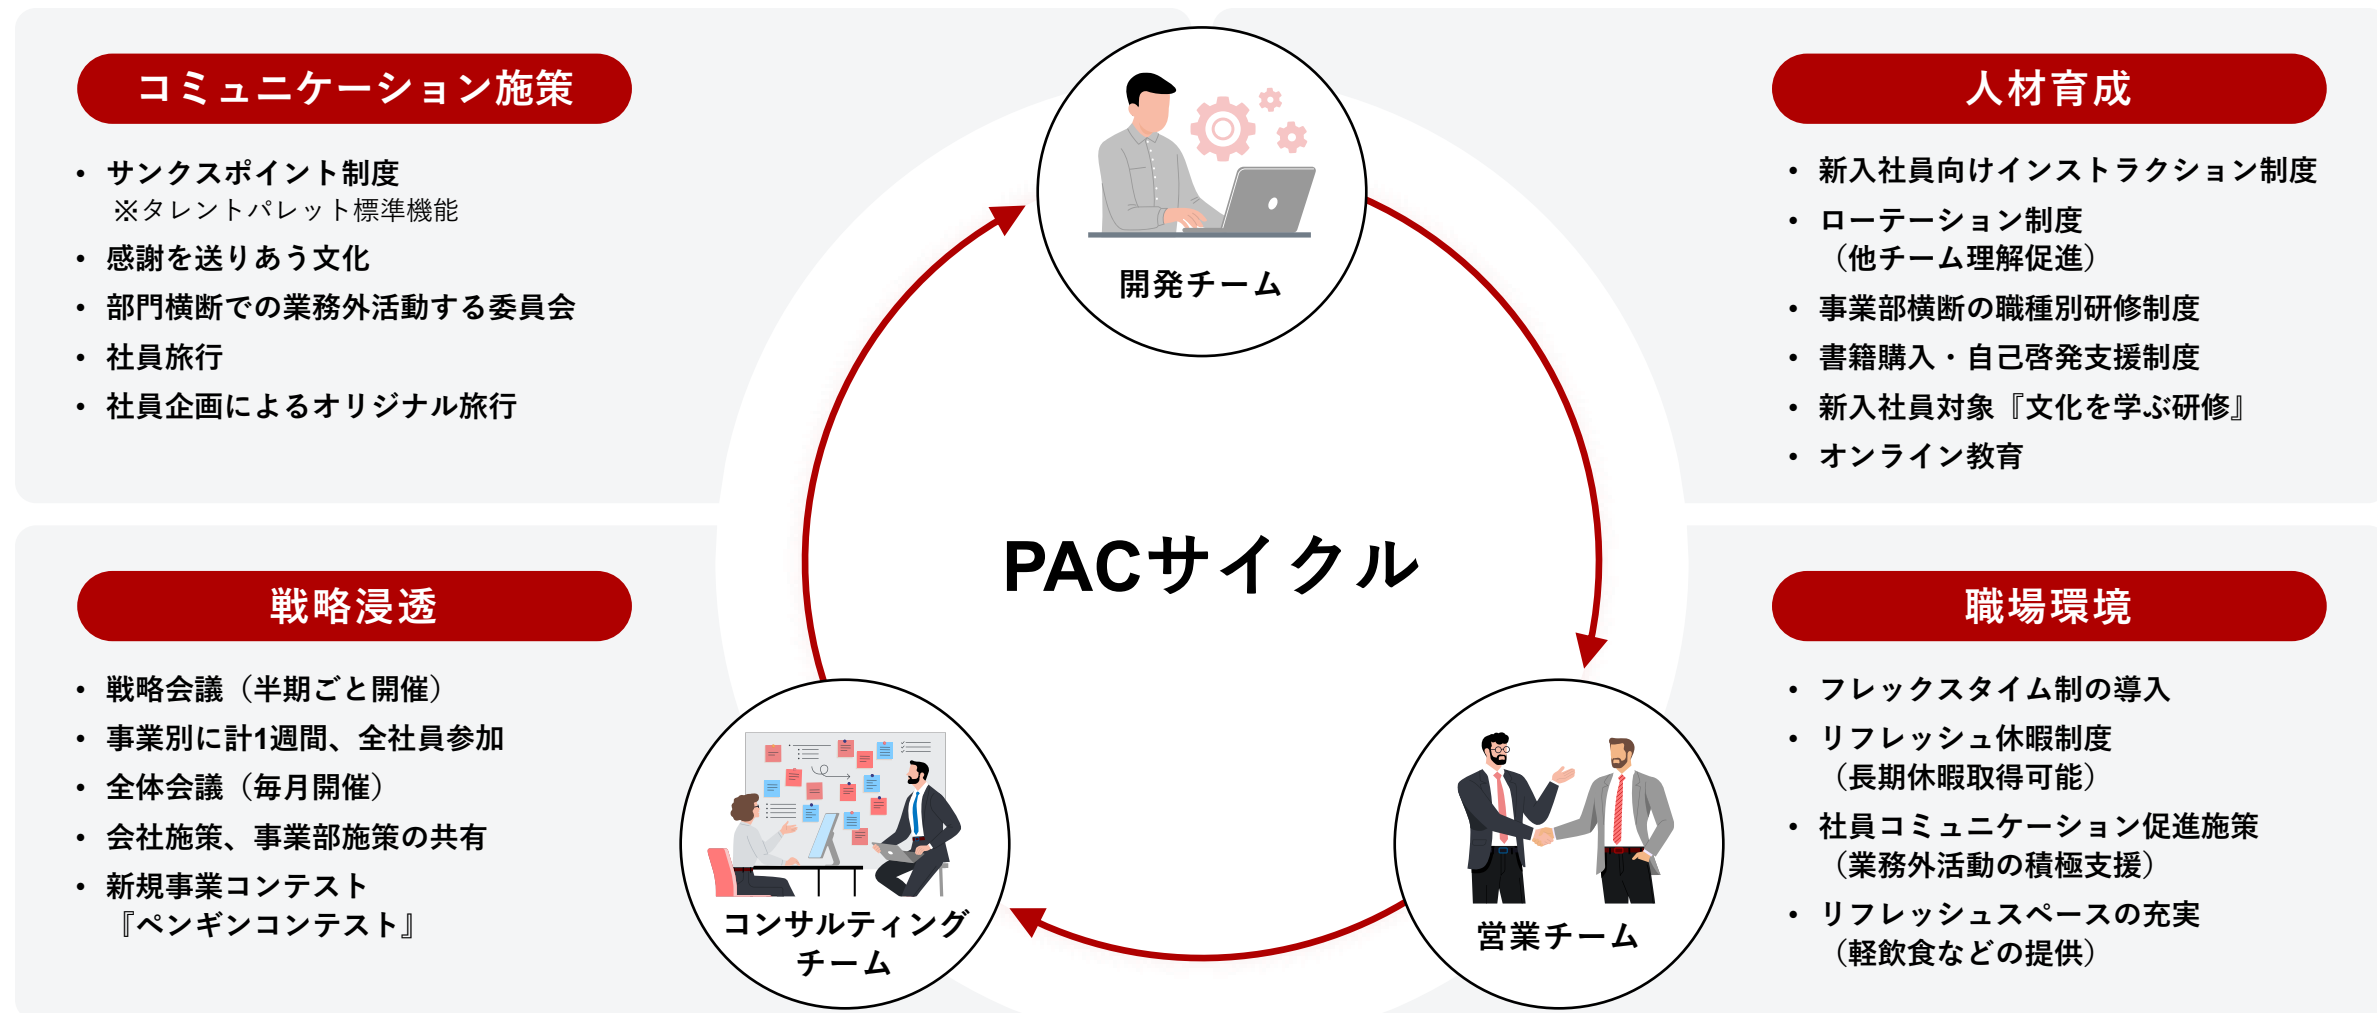 コミュニケーション施策
・サンクスポイント制度
※タレントパレット標準機能
・感謝を送りあう文化
・部門横断での業務外活動する委員会
・社員旅行
・社員企画によるオリジナル旅行
開発チーム
人材育成
・新入社員向けインストラクション制度
・ローテーション制度
（他チーム理解促進）
・事業部横断の職種別研修制度
・書籍購入・自己啓発支援制度
・新入社員対象『文化を学ぶ研修』
・オンライン教育
PACサイクル
戦略浸透
・戦略会議（半期ごと開催）
・事業別に計1週間、全社員参加
・全体会議（毎月開催）
・会社施策、事業部施策の共有
・新規事業コンテスト
『ペンギンコンテスト』
コンサルティング
チーム
営業チーム
職場環境
・フレックスタイム制の導入
・リフレッシュ休暇制度
（長期休暇取得可能）
・社員コミュニケーション促進施策
（業務外活動の積極支援）
・リフレッシュスペースの充実
（軽飲食などの提供）